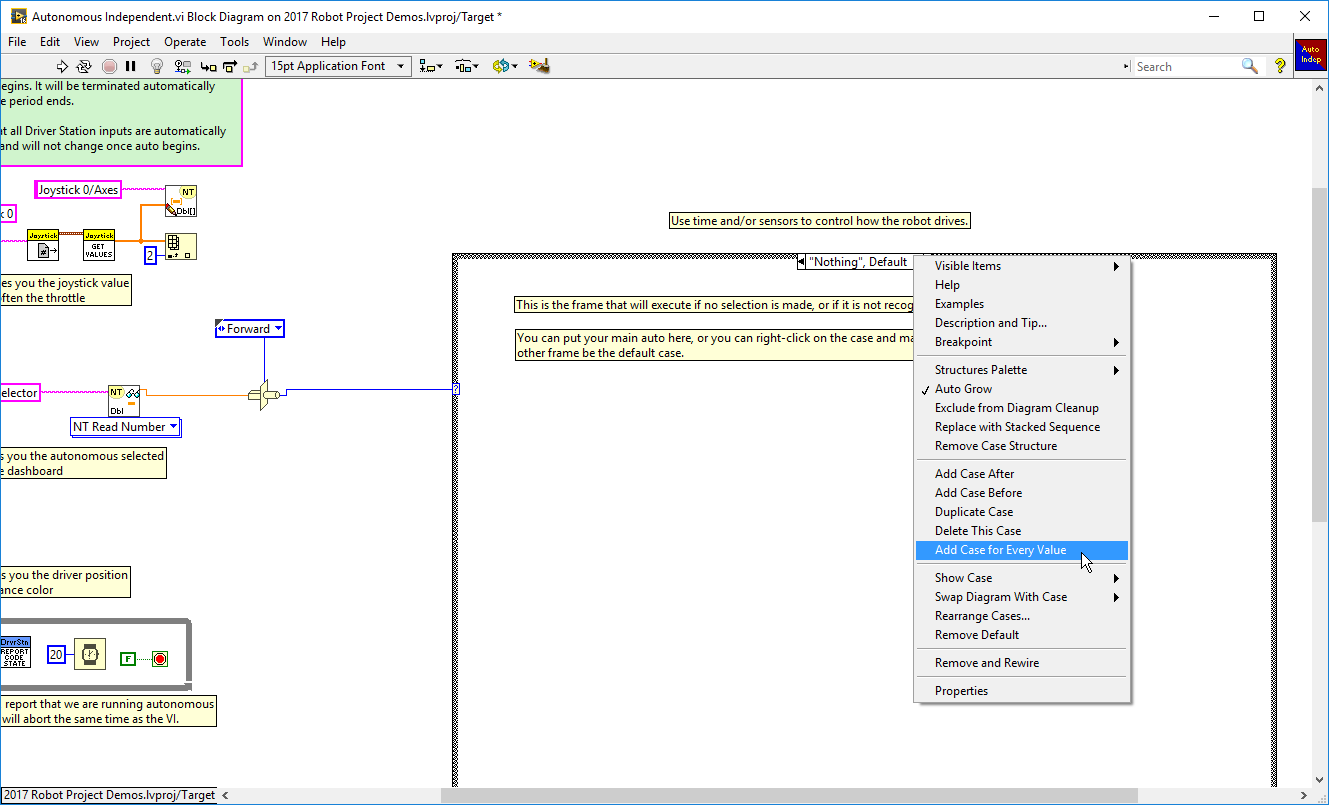 Autonomous Independent.vi Block Diagram on 2017 Robot Project Demos.lvproj/Target *
File Edit View Project Operate Tools Window Help
15pt Application Font
Search
Auto
Indep
egins. It will be terminated automatically
e period ends.
t all Driver Station inputs are automatically
and will not change once auto begins.
Joystick 0/Axes
NT
Dbl[]
k 0
Joystick
Joystick
GET
VALUES
2
es you the joystick value
ften the throttle
Use time and/or sensors to control how the robot drives.
"Nothing", Default
This is the frame that will execute if no selection is made, or if it is not recog
You can put your main auto here, or you can right-click on the case and ma
other frame be the default case.
Forward
?
elector
NT
Dbl
NT Read Number
s you the autonomous selected
e dashboard
s you the driver position
ance color
DrvrStn
REPORT
CODE
STATE
20
F
report that we are running autonomous
will abort the same time as the VI.
Visible Items
Help
Examples
Description and Tip...
Breakpoint
Structures Palette
Auto Grow
Exclude from Diagram Cleanup
Replace with Stacked Sequence
Remove Case Structure
Add Case After
Add Case Before
Duplicate Case
Delete This Case
Add Case for Every Value
Show Case
Swap Diagram With Case
Rearrange Cases...
Remove Default
Remove and Rewire
Properties
2017 Robot Project Demos.lvproj/Target